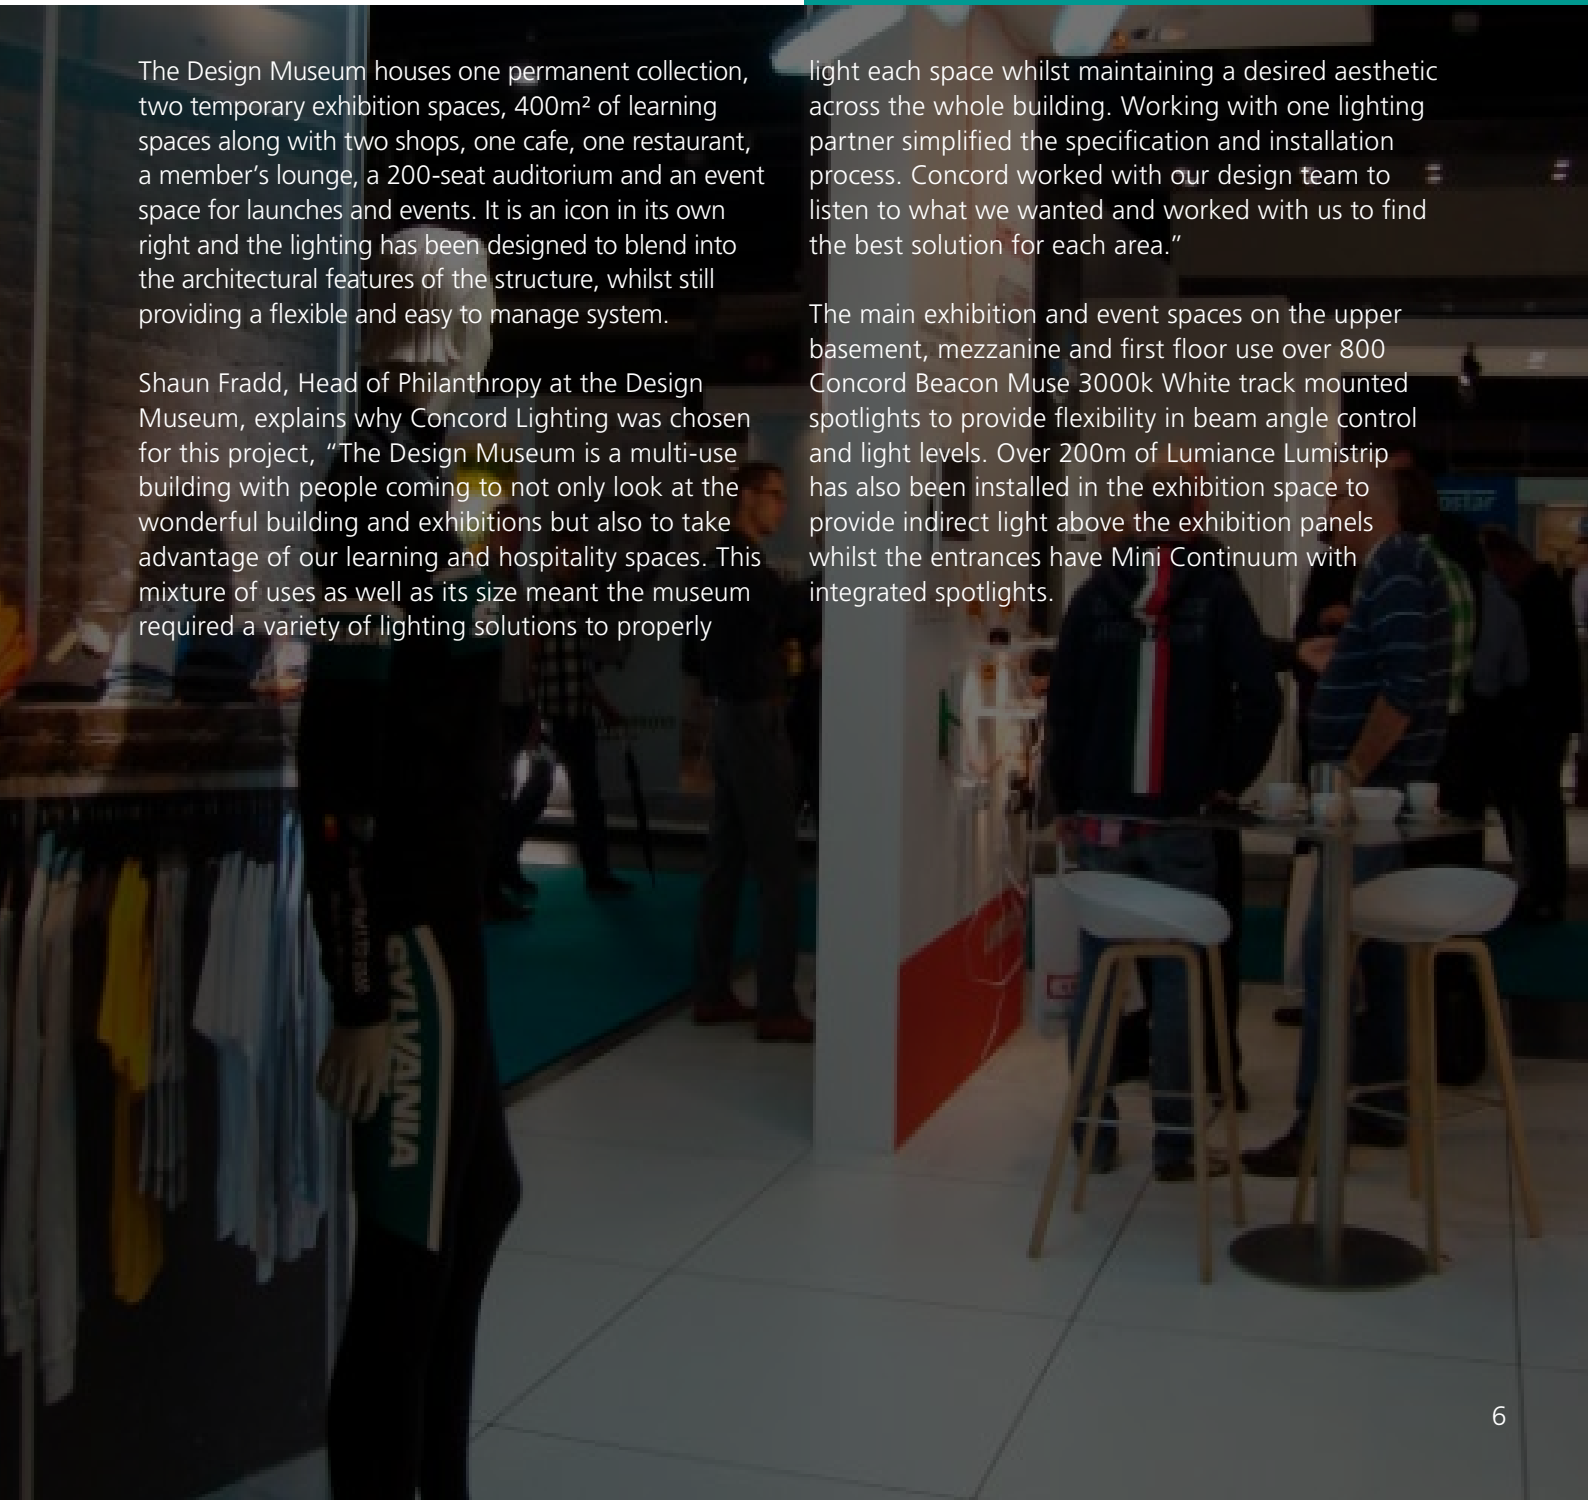 The Design Museum houses one permanent collection,
two temporary exhibition spaces, 400m² of learning
spaces along with two shops, one cafe, one restaurant,
a member’s lounge, a 200-seat auditorium and an event
space for launches and events. It is an icon in its own
right and the lighting has been designed to blend into
the architectural features of the structure, whilst still
providing a flexible and easy to manage system.
Shaun Fradd, Head of Philanthropy at the Design
Museum, explains why Concord Lighting was chosen
for this project, “The Design Museum is a multi-use
building with people coming to not only look at the
wonderful building and exhibitions but also to take
advantage of our learning and hospitality spaces. This
mixture of uses as well as its size meant the museum
required a variety of lighting solutions to properly
light each space whilst maintaining a desired aesthetic
across the whole building. Working with one lighting
partner simplified the specification and installation
process. Concord worked with our design team to
listen to what we wanted and worked with us to find
the best solution for each area.”
The main exhibition and event spaces on the upper
basement, mezzanine and first floor use over 800
Concord Beacon Muse 3000k White track mounted
spotlights to provide flexibility in beam angle control
and light levels. Over 200m of Lumiance Lumistrip
has also been installed in the exhibition space to
provide indirect light above the exhibition panels
whilst the entrances have Mini Continuum with
integrated spotlights.
SYLVANIA
6